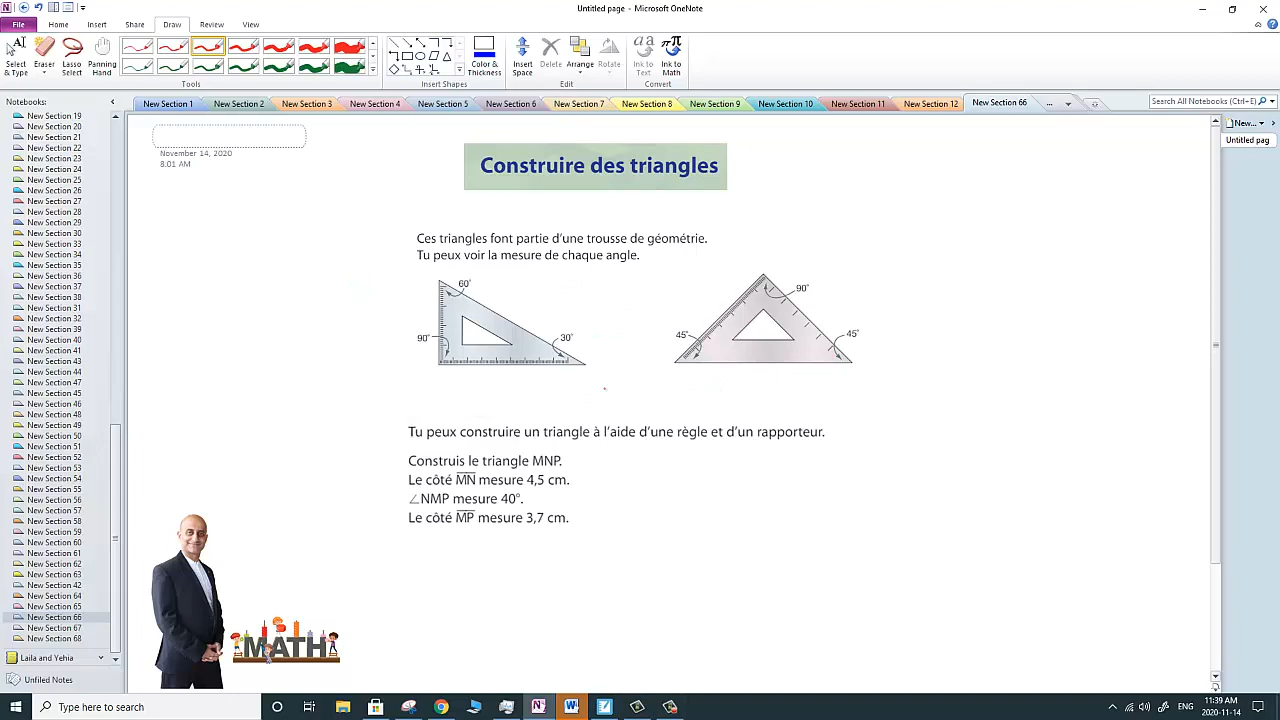 Untitled page - Microsoft OneNote
File Home Insert Share Draw Review View
Select & Type
Eraser
Lasso Select
Panning Hand
Color & Thickness
Insert Space
Delete
Arrange
Rotate
Ink to Text
Ink to Math
Tools
Insert Shapes
Edit
Convert
Notebooks:
New Section 1 New Section 2 New Section 3 New Section 4 New Section 5 New Section 6 New Section 7 New Section 8 New Section 9 New Section 10 New Section 11 New Section 12 New Section 66 ...
Search All Notebooks (Ctrl+E)
New...
Untitled pag
New Section 19
New Section 20
New Section 21
New Section 22
New Section 23
New Section 24
New Section 25
New Section 26
New Section 27
New Section 28
New Section 29
New Section 30
New Section 33
New Section 34
New Section 35
New Section 36
New Section 37
New Section 38
New Section 31
New Section 32
New Section 39
New Section 40
New Section 41
New Section 43
New Section 44
New Section 47
New Section 45
New Section 46
New Section 48
New Section 49
New Section 50
New Section 51
New Section 52
New Section 53
New Section 54
New Section 55
New Section 56
New Section 57
New Section 58
New Section 59
New Section 60
New Section 61
New Section 62
New Section 63
New Section 42
New Section 64
New Section 65
New Section 66
New Section 67
New Section 68
Laila and Yehia
Unfiled Notes
November 14, 2020
8:01 AM
Construire des triangles
Ces triangles font partie d'une trousse de géométrie.
Tu peux voir la mesure de chaque angle.
60°
90°
30°
90°
45°
45°
Tu peux construire un triangle à l'aide d'une règle et d'un rapporteur.
Construis le triangle MNP.
Le côté M̅N̅ mesure 4,5 cm.
∠NMP mesure 40°.
Le côté M̅P̅ mesure 3,7 cm.
MATH
Type here to search
ENG
11:39 AM
2020-11-14